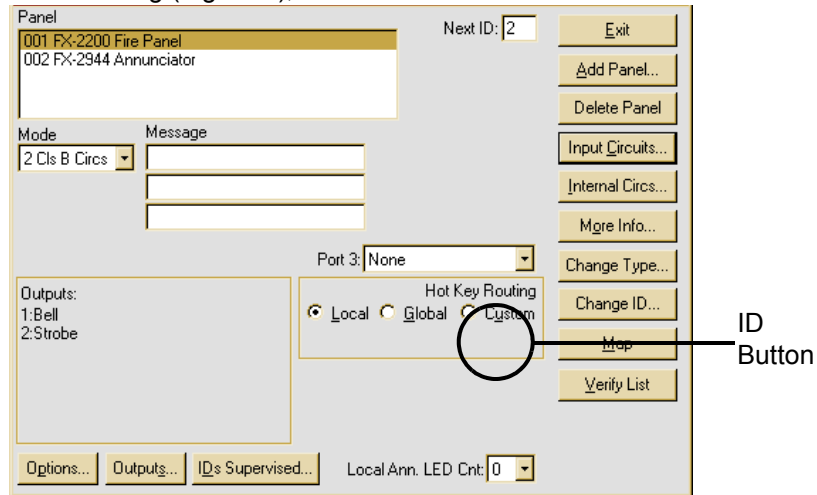 Panel
Next ID: 2
001 FX-2200 Fire Panel
002 FX-2944 Annunciator
Exit
Add Panel...
Delete Panel
Mode
Message
2 Cls B Circs
Input Circuits...
Internal Circs...
More Info...
Port 3: None
Change Type...
Outputs:
1:Bell
2:Strobe
Hot Key Routing
Local Global Custom
Change ID...
Map
Verify List
ID
Button
Options... Outputs... IDs Supervised... Local Ann. LED Cnt: 0